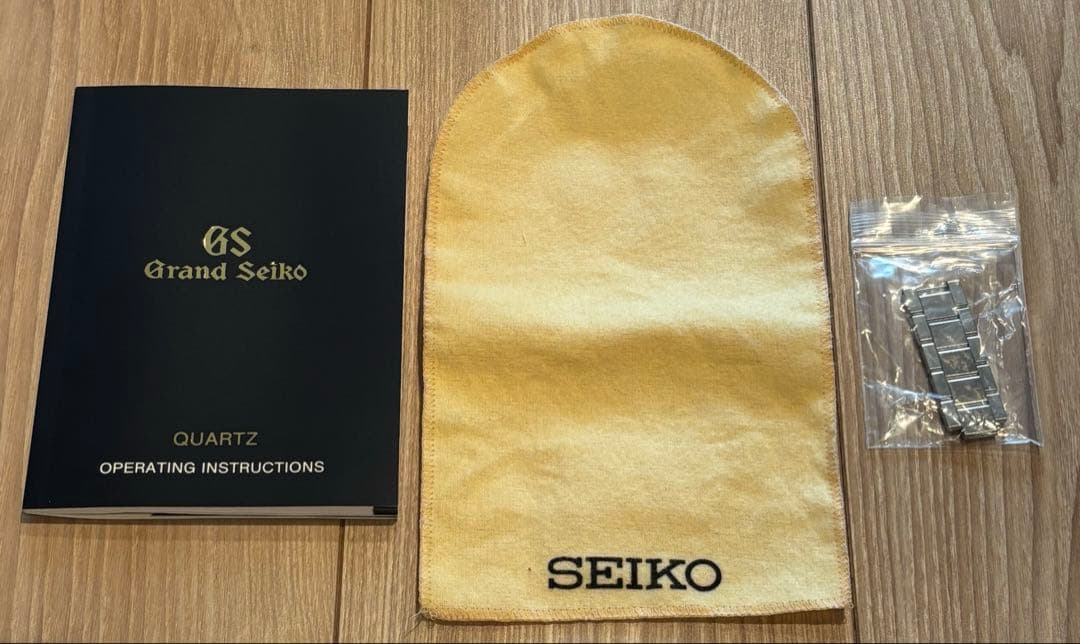 GS
Grand Seiko
QUARTZ
OPERATING INSTRUCTIONS
SEIKO